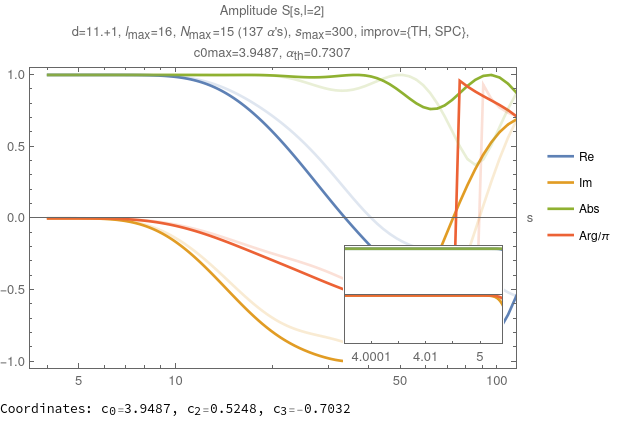 Amplitude S[s,l=2]
d=11.+1, lmax=16, Nmax=15 (137 α's), smax=300, improv={TH, SPC},
c0max=3.9487, αth=0.7307
1.0
0.5
0.0
−0.5
−1.0
s
Re
Im
Abs
Arg/π
4.0001 4.01 5
5 10 50 100
Coordinates: c0=3.9487, c2=0.5248, c3=−0.7032